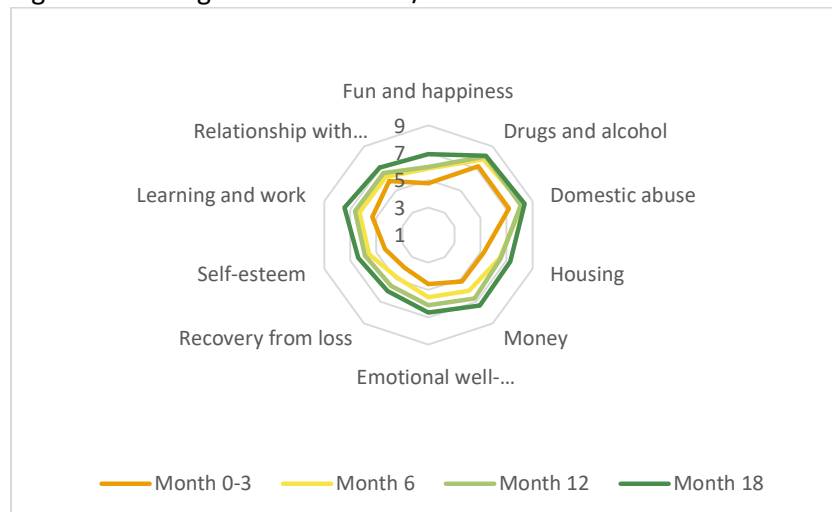 Fun and happiness
9
Relationship with...
Drugs and alcohol
7
5
Learning and work
Domestic abuse
3
1
Self-esteem
Housing
Recovery from loss
Money
Emotional well-...
Month 0-3 Month 6 Month 12 Month 18